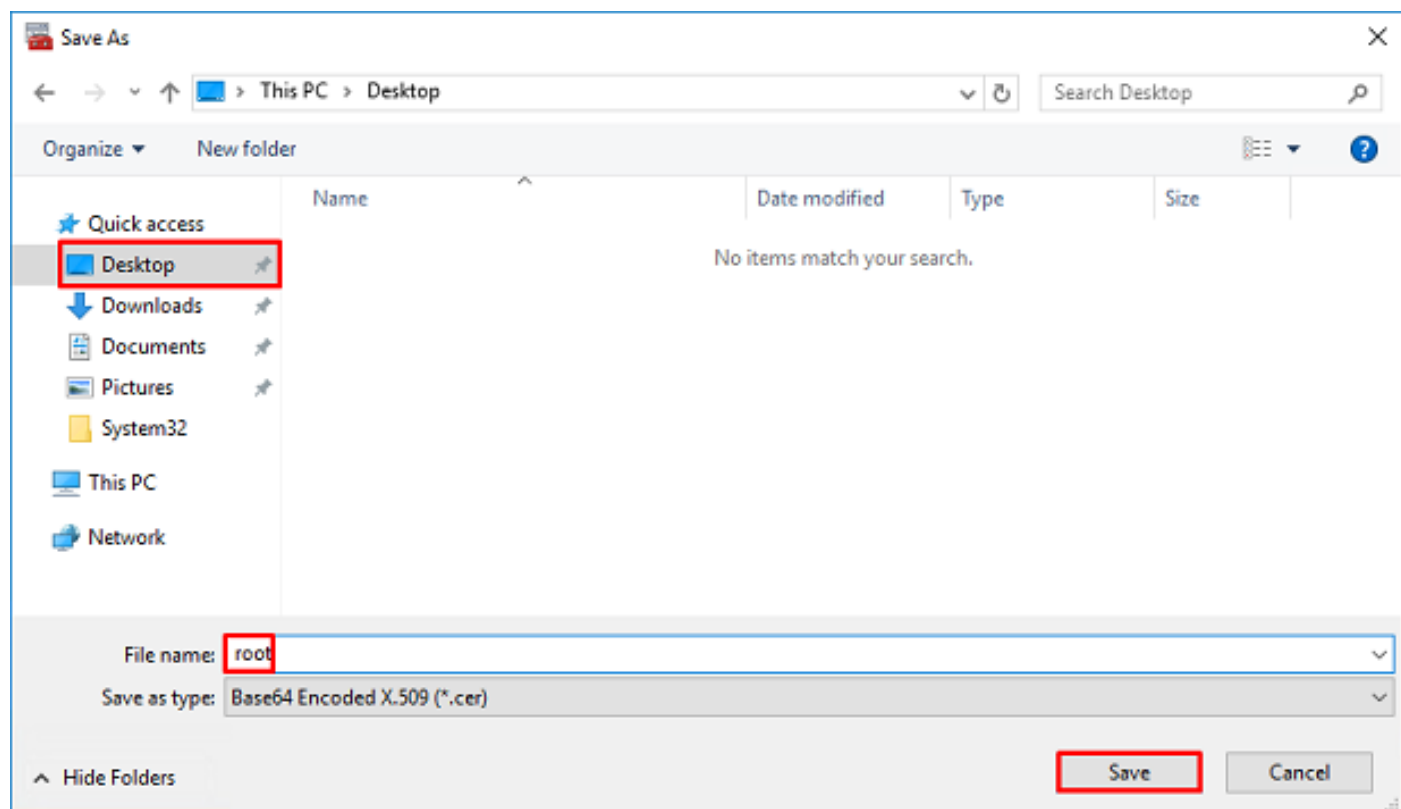 Save As
This PC > Desktop
Search Desktop
Organize
New folder
Name
Date modified
Type
Size
Quick access
Desktop
Downloads
Documents
Pictures
System32
This PC
Network
No items match your search.
File name: root
Save as type: Base64 Encoded X.509 (*.cer)
Hide Folders
Save
Cancel